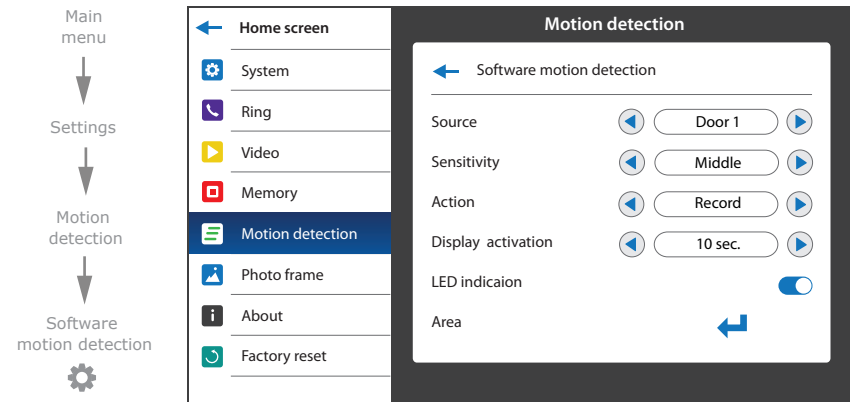 Main
menu
Settings
Motion
detection
Software
motion detection
Home screen
System
Ring
Video
Memory
Motion detection
Photo frame
About
Factory reset
Motion detection
Software motion detection
Source
Door 1
Sensitivity
Middle
Action
Record
Display activation
10 sec.
LED indicaion
Area